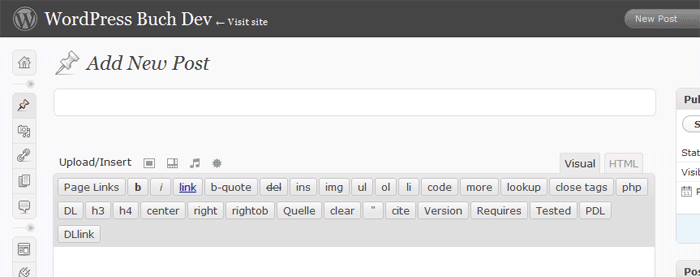 WordPress Buch Dev ← Visit site
New Post
Add New Post
Upload/Insert
Visual HTML
Page Links b i link b-quote del ins img ul ol li code more lookup close tags php
DL h3 h4 center right rightob Quelle clear " cite Version Requires Tested PDL
DLlink
Pul
S
Stat
Visib
P
Pos